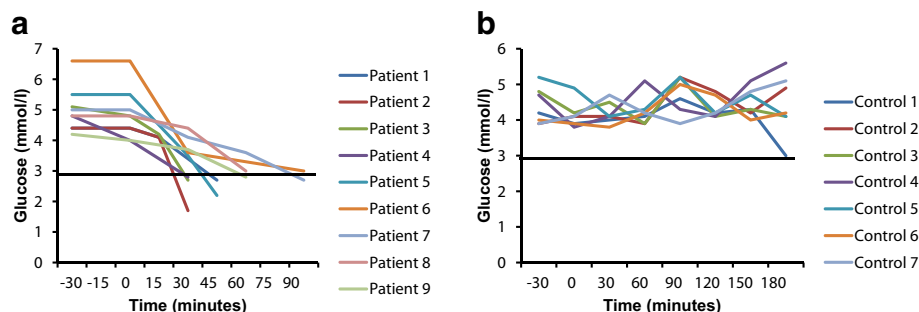 a
Glucose (mmol/l)
7
6
5
4
3
2
1
0
-30 -15 0 15 30 45 60 75 90
Time (minutes)
Patient 1
Patient 2
Patient 3
Patient 4
Patient 5
Patient 6
Patient 7
Patient 8
Patient 9
b
Glucose (mmol/l)
6
5
4
3
2
1
0
-30 0 30 60 90 120 150 180
Time (minutes)
Control 1
Control 2
Control 3
Control 4
Control 5
Control 6
Control 7